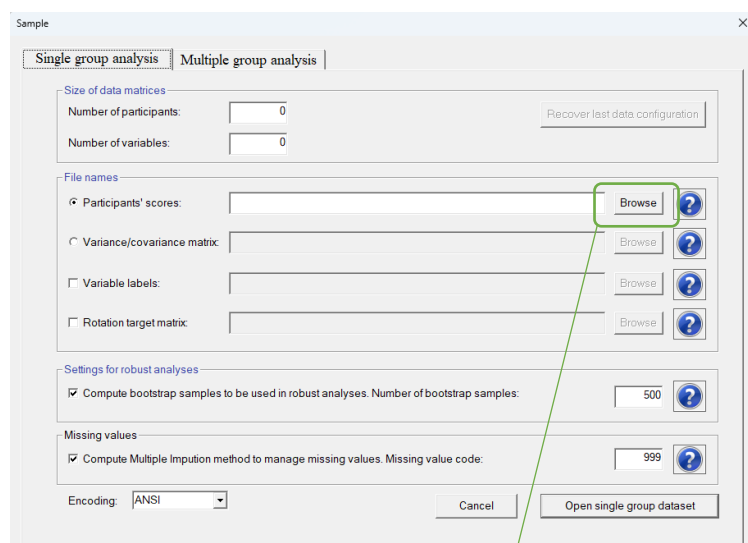 Sample
Single group analysis Multiple group analysis
Size of data matrices
Number of participants: 0
Recover last data configuration
Number of variables: 0
File names
Participants' scores: Browse ?
Variance/covariance matrix: Browse ?
Variable labels: Browse ?
Rotation target matrix: Browse ?
Settings for robust analyses
Compute bootstrap samples to be used in robust analyses. Number of bootstrap samples: 500 ?
Missing values
Compute Multiple Impution method to manage missing values. Missing value code: 999 ?
Encoding: ANSI Cancel Open single group dataset